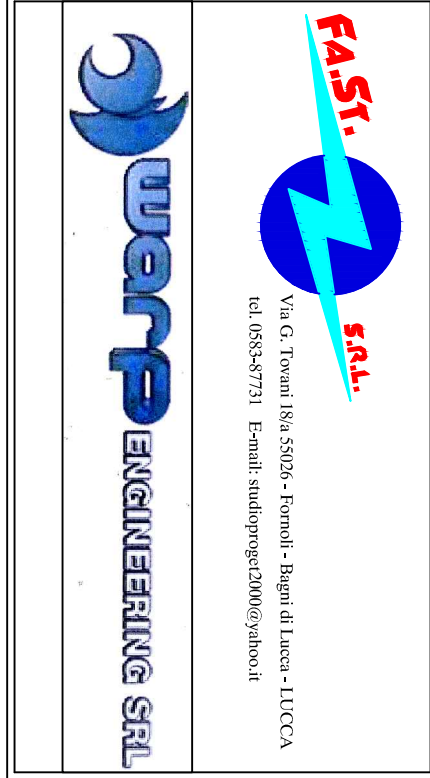 FA.ST.
S.R.L.
Via G. Tovani 18/a 55026 - Fornoli - Bagni di Lucca - LUCCA
tel. 0583-87731 E-mail: studioproget2000@yahoo.it
warp ENGINEERING SRL